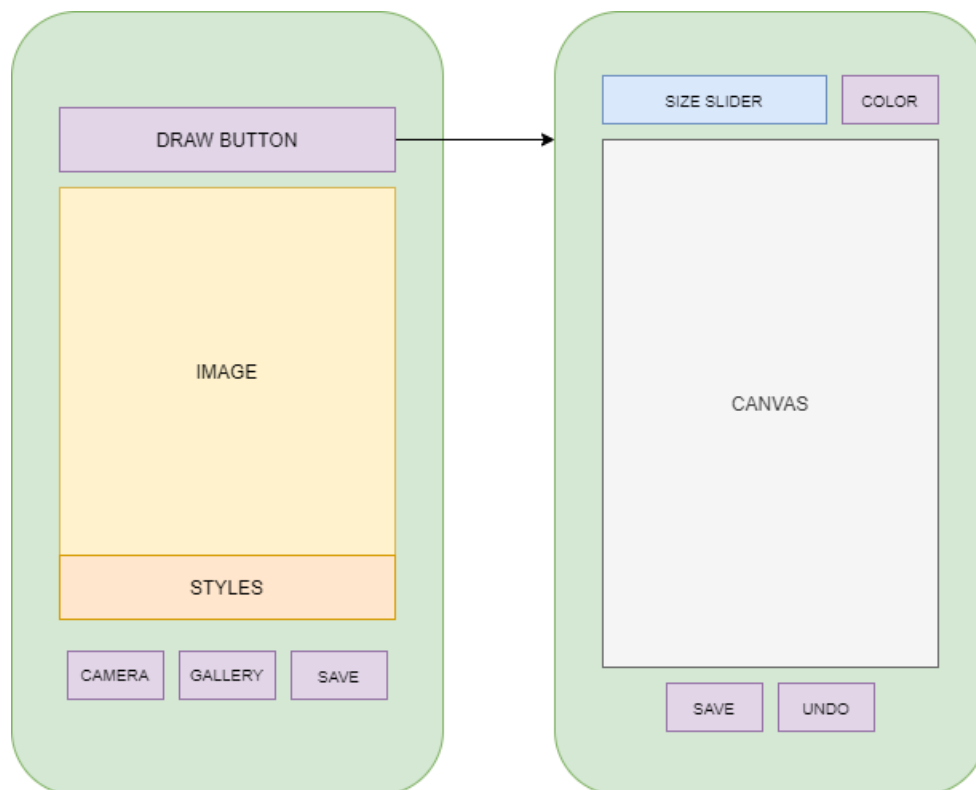 DRAW BUTTON
IMAGE
STYLES
CAMERA
GALLERY
SAVE
SIZE SLIDER
COLOR
CANVAS
SAVE
UNDO